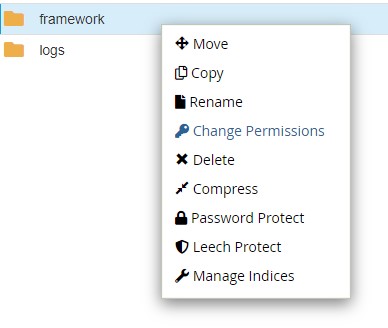 framework
logs
Move
Copy
Rename
Change Permissions
Delete
Compress
Password Protect
Leech Protect
Manage Indices